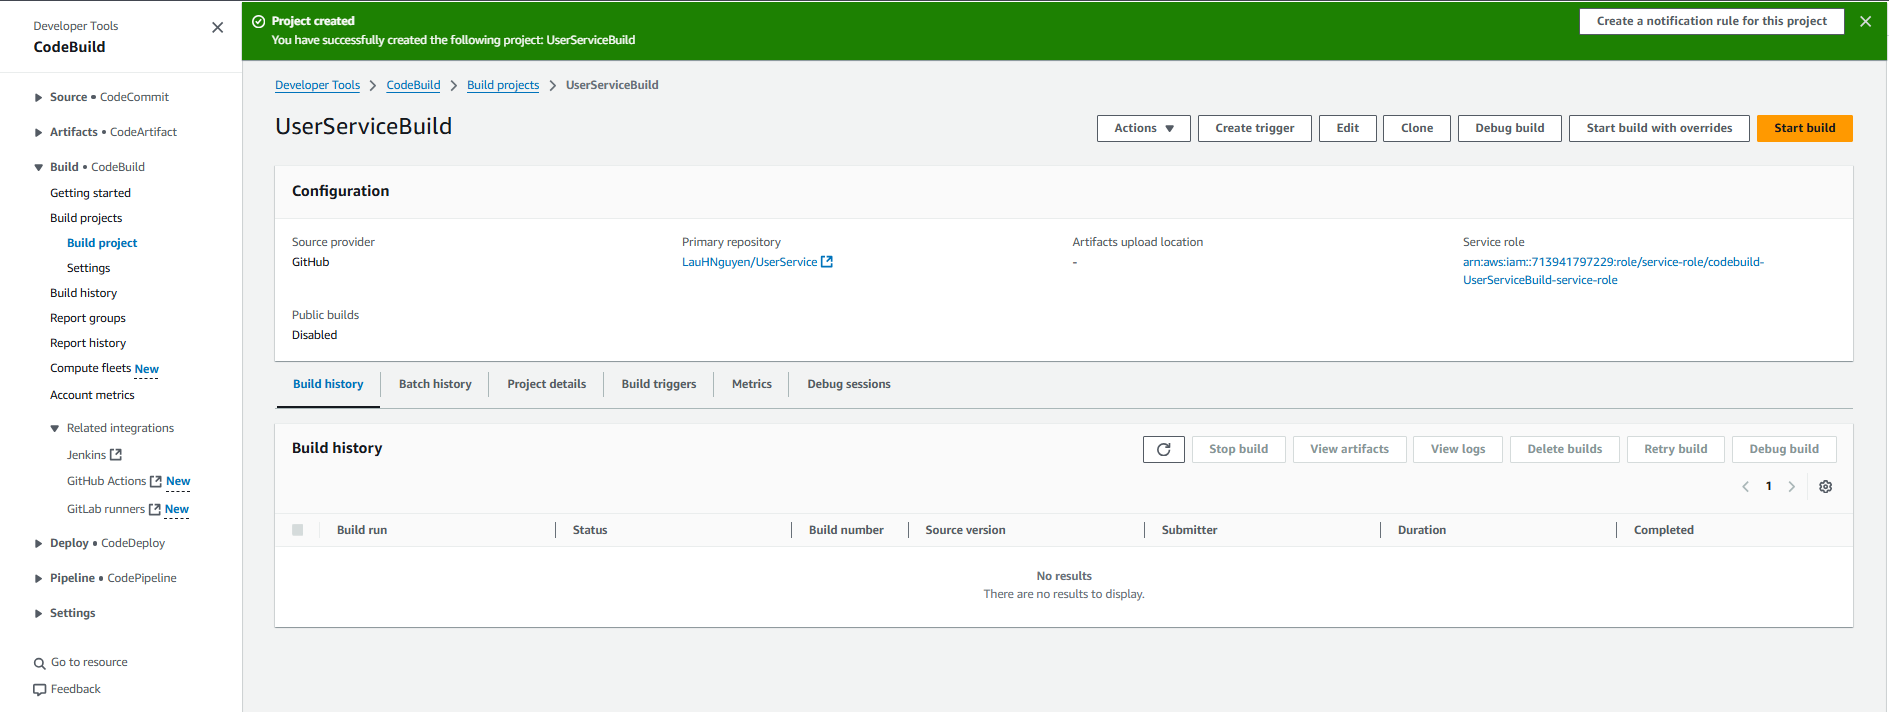 Developer Tools
CodeBuild
Source • CodeCommit
Artifacts • CodeArtifact
Build • CodeBuild
Getting started
Build projects
Build project
Settings
Build history
Report groups
Report history
Compute fleets New
Account metrics
Related integrations
Jenkins
GitHub Actions New
GitLab runners New
Deploy • CodeDeploy
Pipeline • CodePipeline
Settings
Go to resource
Feedback
Project created
You have successfully created the following project: UserServiceBuild
Create a notification rule for this project
Developer Tools > CodeBuild > Build projects > UserServiceBuild
UserServiceBuild
Actions Create trigger Edit Clone Debug build Start build with overrides Start build
Configuration
Source provider
GitHub
Primary repository
LauHNguyen/UserService
Artifacts upload location
-
Service role
arn:aws:iam::713941797229:role/service-role/codebuild-
UserServiceBuild-service-role
Public builds
Disabled
Build history Batch history Project details Build triggers Metrics Debug sessions
Build history
Stop build View artifacts View logs Delete builds Retry build Debug build
< 1 >
Build run Status Build number Source version Submitter Duration Completed
No results
There are no results to display.